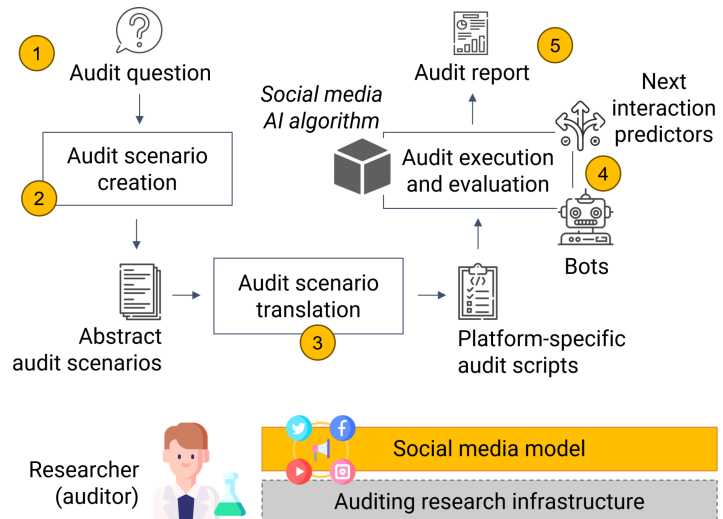 1
Audit question
Audit scenario
creation
2
Abstract
audit scenarios
Audit scenario
translation
3
Platform-specific
audit scripts
Social media
AI algorithm
Audit execution
and evaluation
Next
interaction
predictors
4
Bots
Audit report
5
Researcher
(auditor)
Social media model
Auditing research infrastructure